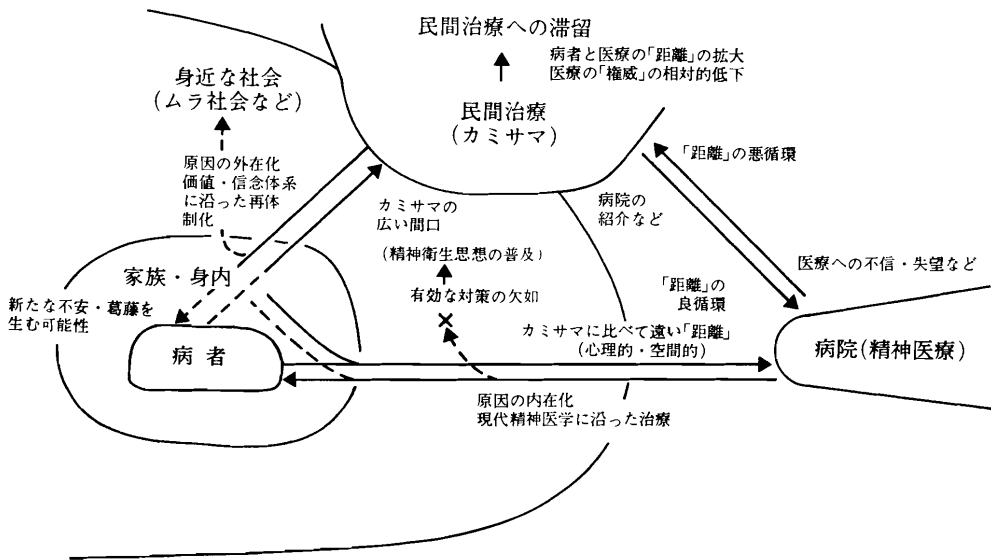 民間治療への滞留
病者と医療の「距離」の拡大
医療の「権威」の相対的低下
身近な社会
(ムラ社会など)
民間治療
(カミサマ)
原因の外在化
価値・信念体系
に沿った再体
制化
「距離」の悪循環
カミサマの
広い間口
病院の
紹介など
(精神衛生思想の普及)
医療への不信・失望など
家族・身内
有効な対策の欠如
「距離」の
良循環
新たな不安・葛藤を
生む可能性
カミサマに比べて遠い「距離」
(心理的・空間的)
病者
病院(精神医療)
原因の内在化
現代精神医学に沿った治療